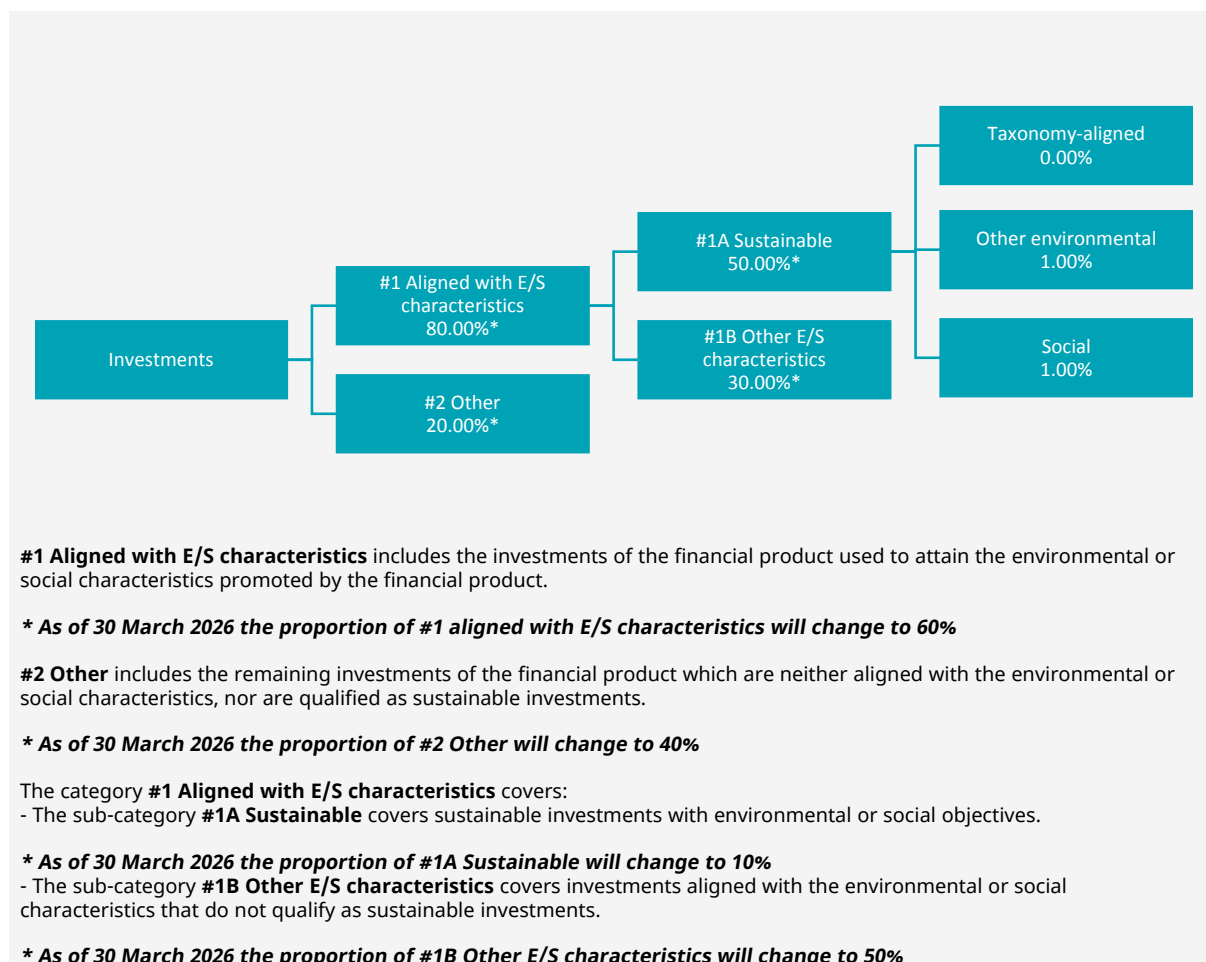 Taxonomy-aligned
0.00%
#1A Sustainable
50.00%*
Other environmental
1.00%
#1 Aligned with E/S
characteristics
80.00%*
Investments
#1B Other E/S
characteristics
30.00%*
Social
1.00%
#2 Other
20.00%*
#1 Aligned with E/S characteristics includes the investments of the financial product used to attain the environmental or
social characteristics promoted by the financial product.
* As of 30 March 2026 the proportion of #1 aligned with E/S characteristics will change to 60%
#2 Other includes the remaining investments of the financial product which are neither aligned with the environmental or
social characteristics, nor are qualified as sustainable investments.
* As of 30 March 2026 the proportion of #2 Other will change to 40%
The category #1 Aligned with E/S characteristics covers:
- The sub-category #1A Sustainable covers sustainable investments with environmental or social objectives.
* As of 30 March 2026 the proportion of #1A Sustainable will change to 10%
- The sub-category #1B Other E/S characteristics covers investments aligned with the environmental or social
characteristics that do not qualify as sustainable investments.
* As of 30 March 2026 the proportion of #1B Other E/S characteristics will change to 50%